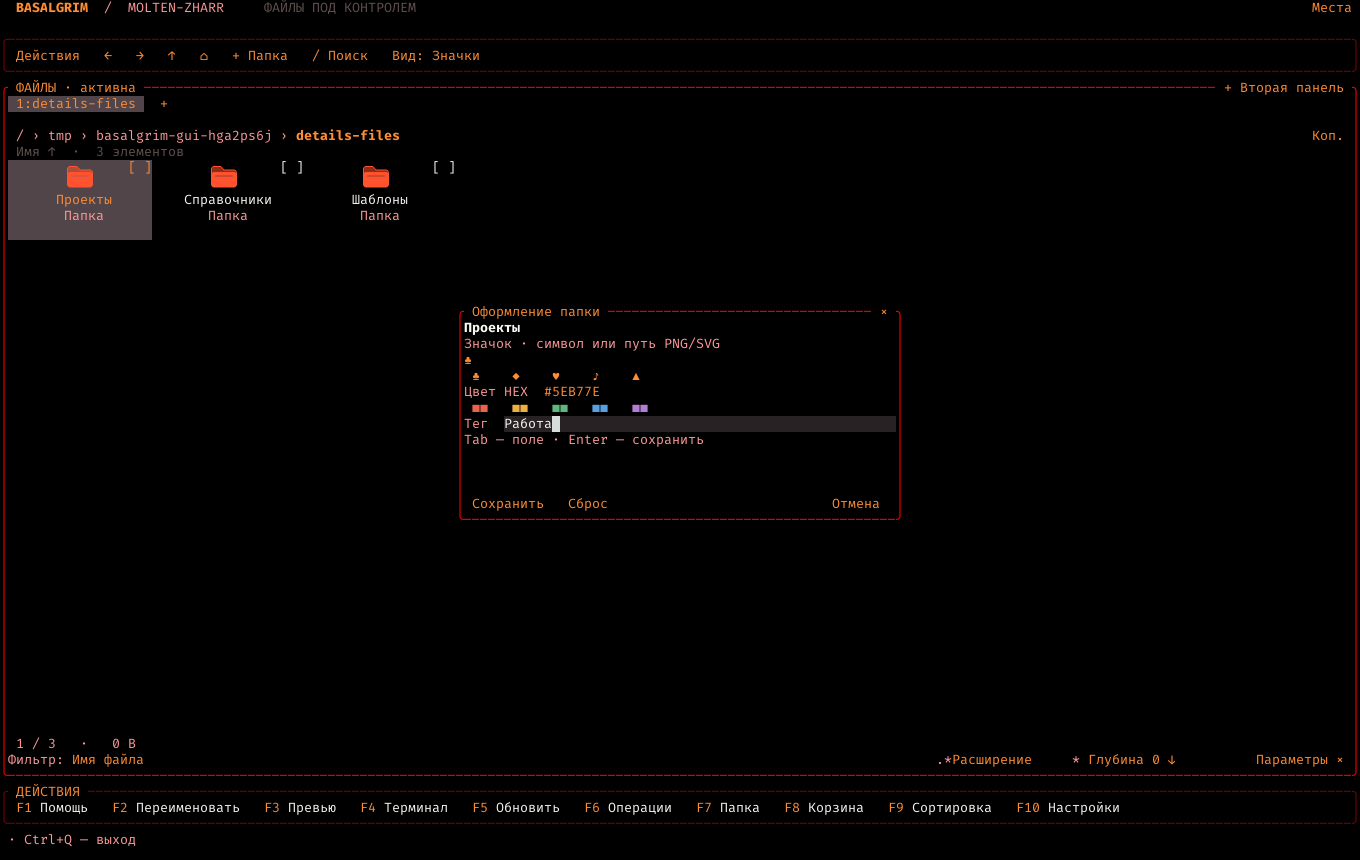 BASALGRIM / MOLTEN-ZHARR ФАЙЛЫ ПОД КОНТРОЛЕМ Места
Действия ← → ↑ ⌂ + Папка / Поиск Вид: Значки
ФАЙЛЫ · активна + Вторая панель
1:details-files +
/ › tmp › basalgrim-gui-hga2ps6j › details-files Коп.
Имя ↑ · 3 элементов
[ ] [ ] [ ]
Проекты Справочники Шаблоны
Папка Папка Папка
Оформление папки ×
Проекты
Значок · символ или путь PNG/SVG
♣
♣ ◆ ♥ ♪ ▲
Цвет HEX #5EB77E
■■ ■■ ■■ ■■ ■■
Тег Работа
Tab — поле · Enter — сохранить
Сохранить Сброс Отмена
1 / 3 · 0 B
Фильтр: Имя файла .*Расширение * Глубина 0 ↓ Параметры ×
ДЕЙСТВИЯ
F1 Помощь F2 Переименовать F3 Превью F4 Терминал F5 Обновить F6 Операции F7 Папка F8 Корзина F9 Сортировка F10 Настройки
· Ctrl+Q — выход